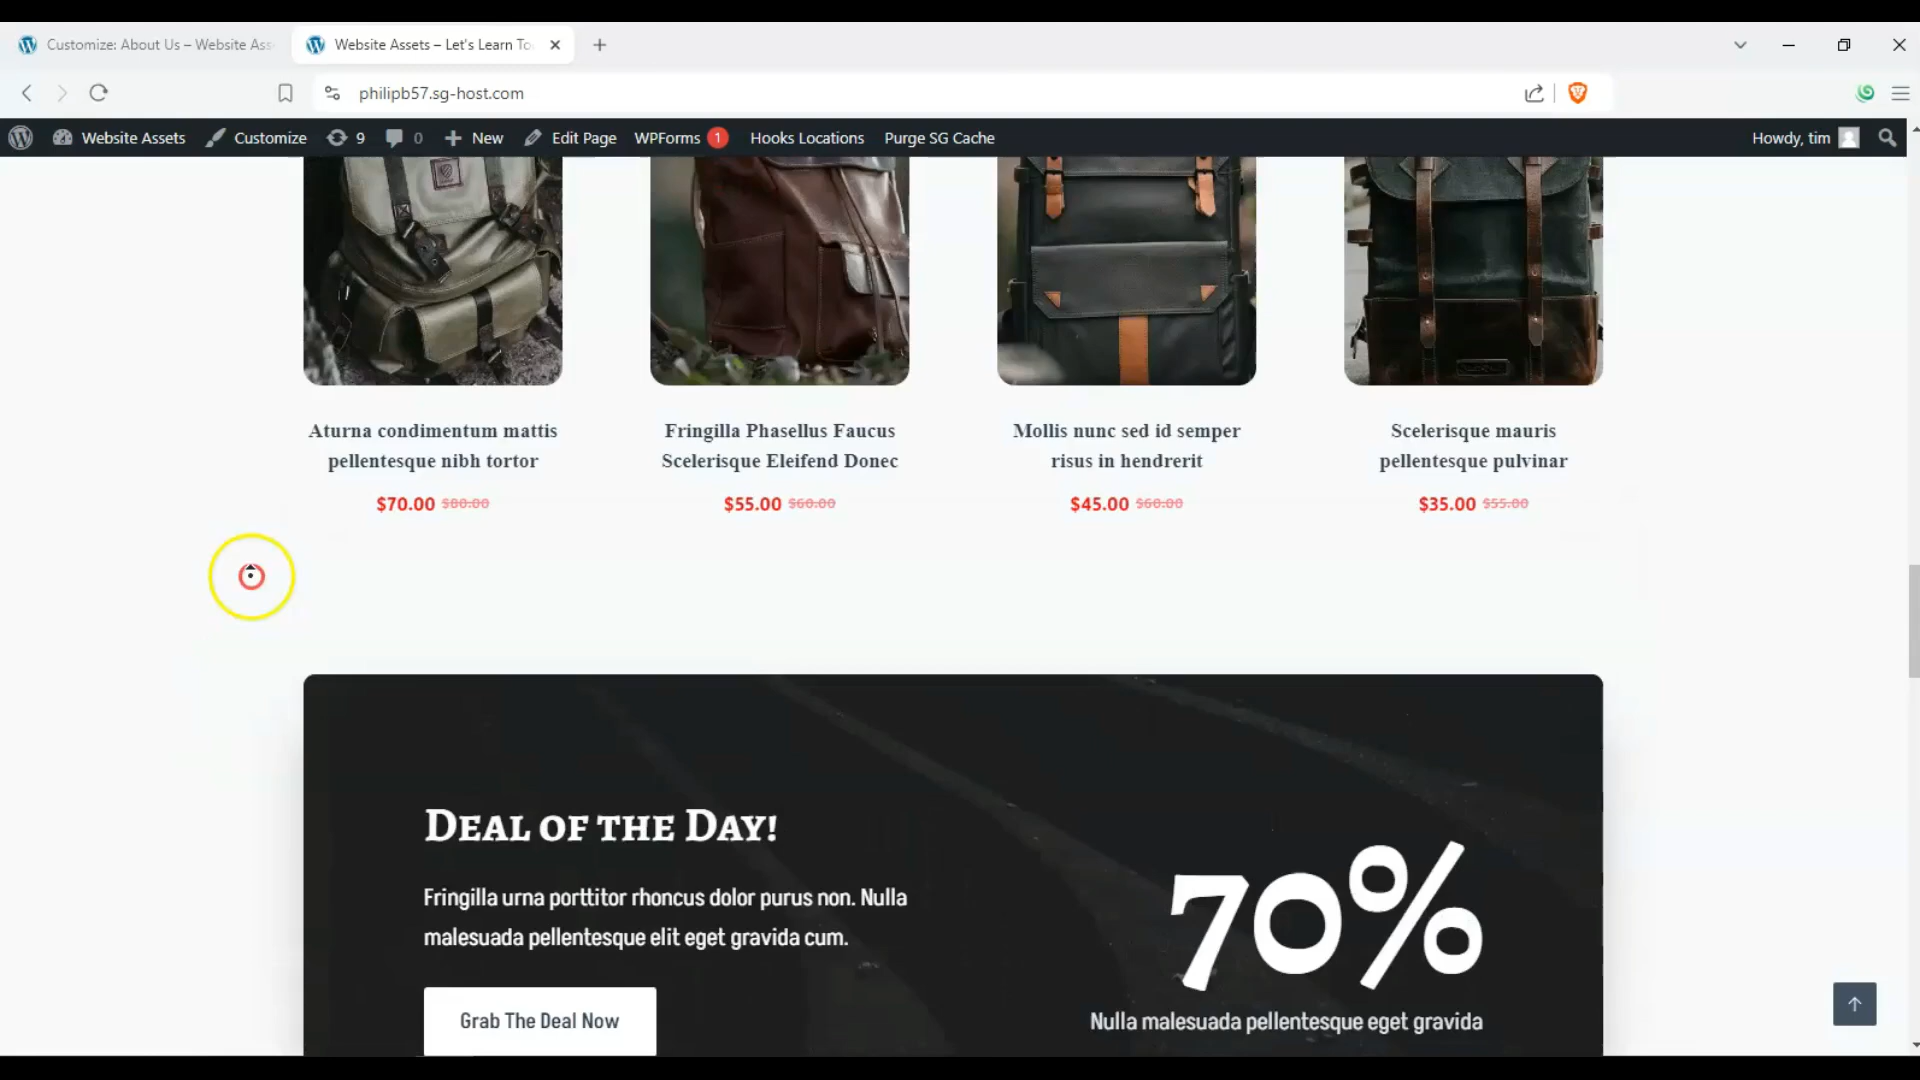 Customize: About Us – Website Ass
Website Assets – Let's Learn To
philipb57.sg-host.com
Website Assets Customize 9 0 New Edit Page WPForms 1 Hooks Locations Purge SG Cache Howdy, tim
Aturna condimentum mattis
pellentesque nibh tortor
$70.00 $80.00
Fringilla Phasellus Faucus
Scelerisque Eleifend Donec
$55.00 $60.00
Mollis nunc sed id semper
risus in hendrerit
$45.00 $60.00
Scelerisque mauris
pellentesque pulvinar
$35.00 $55.00
Deal of the Day!
Fringilla urna porttitor rhoncus dolor purus non. Nulla
malesuada pellentesque elit eget gravida cum.
Grab The Deal Now
70%
Nulla malesuada pellentesque eget gravida